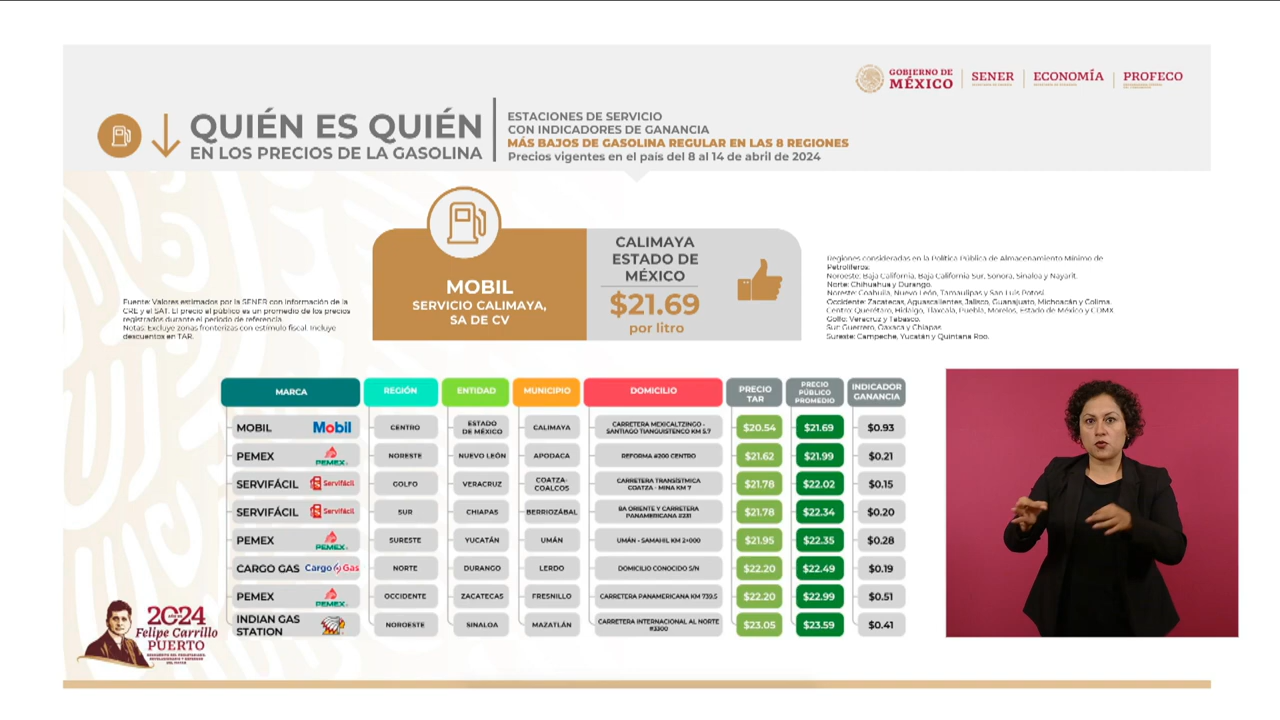 GOBIERNO DE
MÉXICO
SENER
ECONOMÍA
PROFECO
QUIÉN ES QUIÉN
EN LOS PRECIOS DE LA GASOLINA
ESTACIONES DE SERVICIO
CON INDICADORES DE GANANCIA
MÁS BAJOS DE GASOLINA REGULAR EN LAS 8 REGIONES
Precios vigentes en el país del 8 al 14 de abril de 2024
MOBIL
SERVICIO CALIMAYA,
SA DE CV
CALIMAYA
ESTADO DE
MÉXICO
$21.69
por litro
Fuente: Valores estimados por la SENER con información de la
CRE y el SAT. El precio al público es un promedio de los precios
registrados durante el periodo de referencia.
Notas: Excluye zonas fronterizas con estímulo fiscal. Incluye
descuentos en TAR.
Regiones consideradas en la Política Pública de Almacenamiento Mínimo de
Petrolíferos:
Noroeste: Baja California, Baja California Sur, Sonora, Sinaloa y Nayarit.
Norte: Chihuahua y Durango.
Noreste: Coahuila, Nuevo León, Tamaulipas y San Luis Potosí.
Occidente: Zacatecas, Aguascalientes, Jalisco, Guanajuato, Michoacán y Colima.
Centro: Querétaro, Hidalgo, Tlaxcala, Puebla, Morelos, Estado de México y CDMX.
Golfo: Veracruz y Tabasco.
Sur: Guerrero, Oaxaca y Chiapas.
Sureste: Campeche, Yucatán y Quintana Roo.
MARCA REGIÓN ENTIDAD MUNICIPIO DOMICILIO PRECIO TAR PRECIO PÚBLICO PROMEDIO INDICADOR GANANCIA
MOBIL Mobil CENTRO ESTADO DE MÉXICO CALIMAYA CARRETERA MEXICALTZINGO - SANTIAGO TIANGUISTENCO KM 5.7 $20.54 $21.69 $0.93
PEMEX PEMEX NORESTE NUEVO LEÓN APODACA REFORMA #200 CENTRO $21.62 $21.99 $0.21
SERVIFÁCIL Servifácil GOLFO VERACRUZ COATZA-COALCOS CARRETERA TRANSÍSTMICA COATZA - MINA KM 7 $21.78 $22.02 $0.15
SERVIFÁCIL Servifácil SUR CHIAPAS BERRIOZÁBAL 8A ORIENTE Y CARRETERA PANAMERICANA #231 $21.78 $22.34 $0.20
PEMEX PEMEX SURESTE YUCATÁN UMÁN UMÁN - SAMAHIL KM 2+000 $21.95 $22.35 $0.28
CARGO GAS Cargo Gas NORTE DURANGO LERDO DOMICILIO CONOCIDO S/N $22.20 $22.49 $0.19
PEMEX PEMEX OCCIDENTE ZACATECAS FRESNILLO CARRETERA PANAMERICANA KM 739.5 $22.20 $22.99 $0.51
INDIAN GAS STATION NOROESTE SINALOA MAZATLÁN CARRETERA INTERNACIONAL AL NORTE #3300 $23.05 $23.59 $0.41
2024
Felipe Carrillo
PUERTO